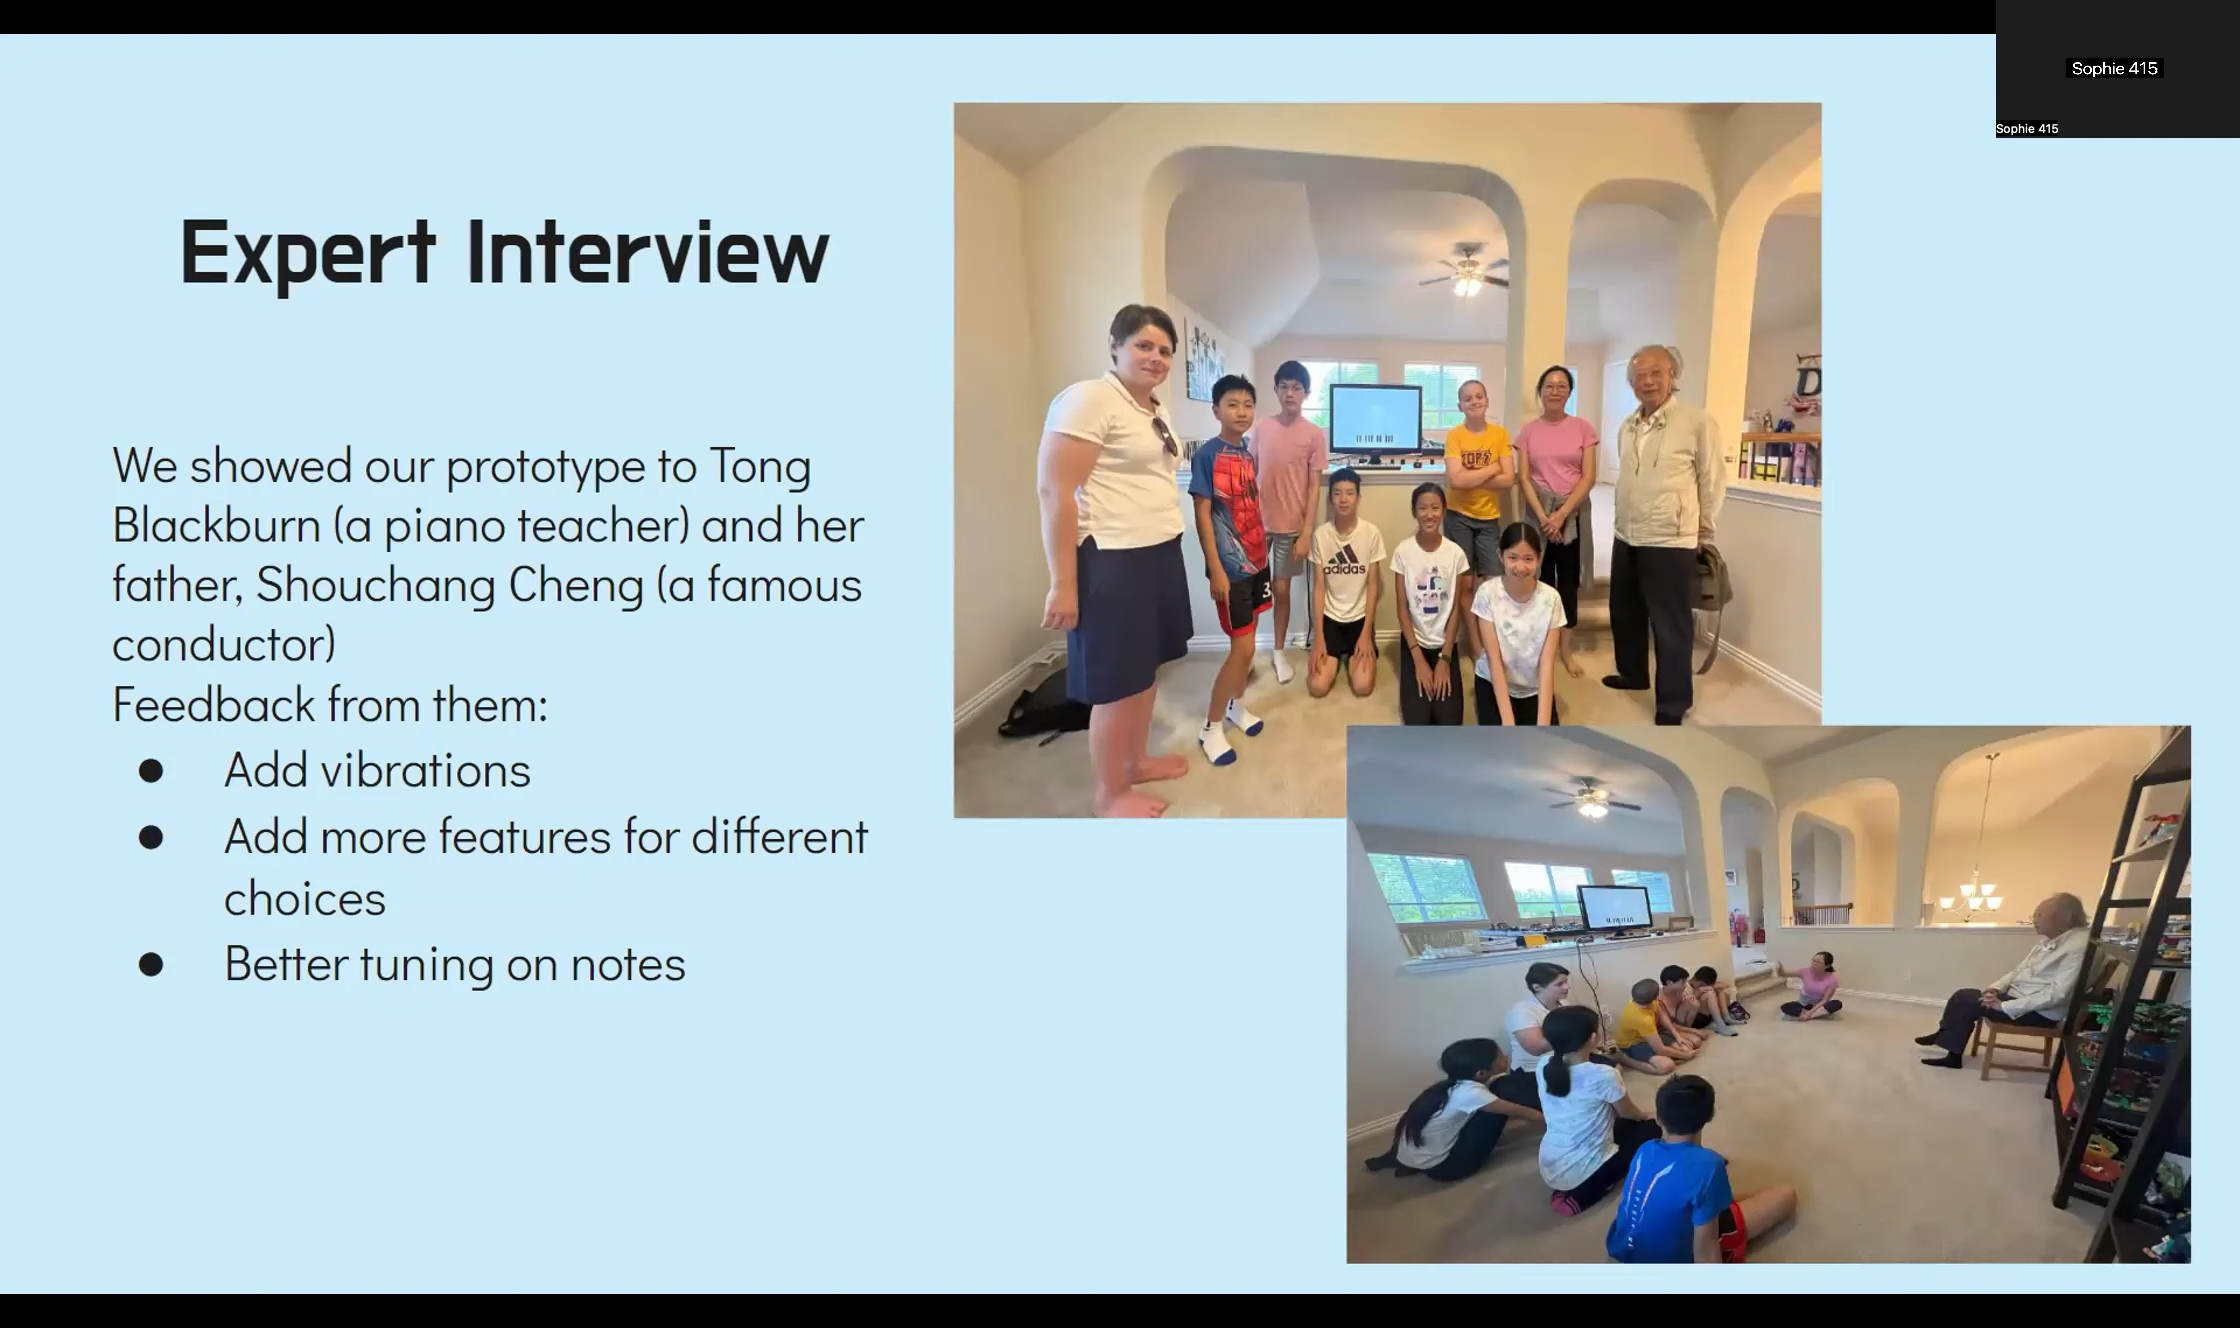 Sophie 415
Sophie 415
Expert Interview
We showed our prototype to Tong
Blackburn (a piano teacher) and her
father, Shouchang Cheng (a famous
conductor)
Feedback from them:
● Add vibrations
● Add more features for different
choices
● Better tuning on notes
adidas
3
D